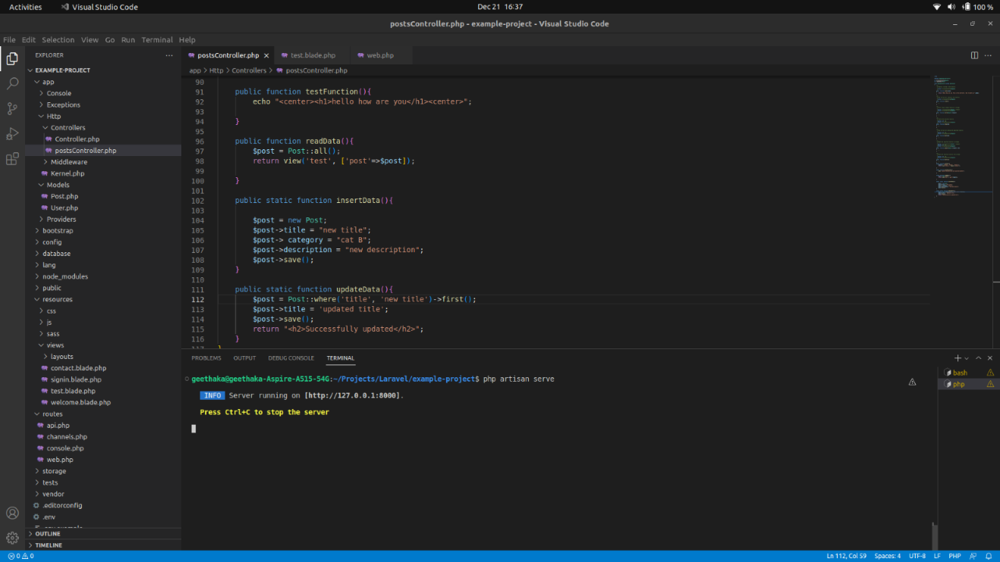 Activities
Visual Studio Code
Dec 21 16:37
100 %
postsController.php - example-project - Visual Studio Code
File Edit Selection View Go Run Terminal Help
EXPLORER
EXAMPLE-PROJECT
app
Console
Exceptions
Http
Controllers
Controller.php
postsController.php
Middleware
Kernel.php
Models
Post.php
User.php
Providers
bootstrap
config
database
lang
node_modules
public
resources
css
js
sass
views
layouts
contact.blade.php
signin.blade.php
test.blade.php
welcome.blade.php
routes
api.php
channels.php
console.php
web.php
storage
tests
vendor
.editorconfig
.env
.env.example
OUTLINE
TIMELINE
postsController.php test.blade.php web.php
app > Http > Controllers > postsController.php
90
91 public function testFunction(){
92 echo "<center><h1>hello how are you</h1><center>";
93
94 }
95
96 public function readData(){
97 $post = Post::all();
98 return view('test', ['post'=>$post]);
99
100 }
101
102 public static function insertData(){
103
104 $post = new Post;
105 $post->title = "new title";
106 $post-> category = "cat B";
107 $post->description = "new description";
108 $post->save();
109 }
110
111 public static function updateData(){
112 $post = Post::where('title', 'new title')->first();
113 $post->title = 'updated title';
114 $post->save();
115 return "<h2>Successfully updated</h2>";
116 }
117 }
PROBLEMS OUTPUT DEBUG CONSOLE TERMINAL
geethaka@geethaka-Aspire-A515-54G:~/Projects/Laravel/example-project$ php artisan serve
INFO Server running on [http://127.0.0.1:8000].
Press Ctrl+C to stop the server
bash
php
0 0
Ln 112, Col 59 Spaces: 4 UTF-8 LF PHP